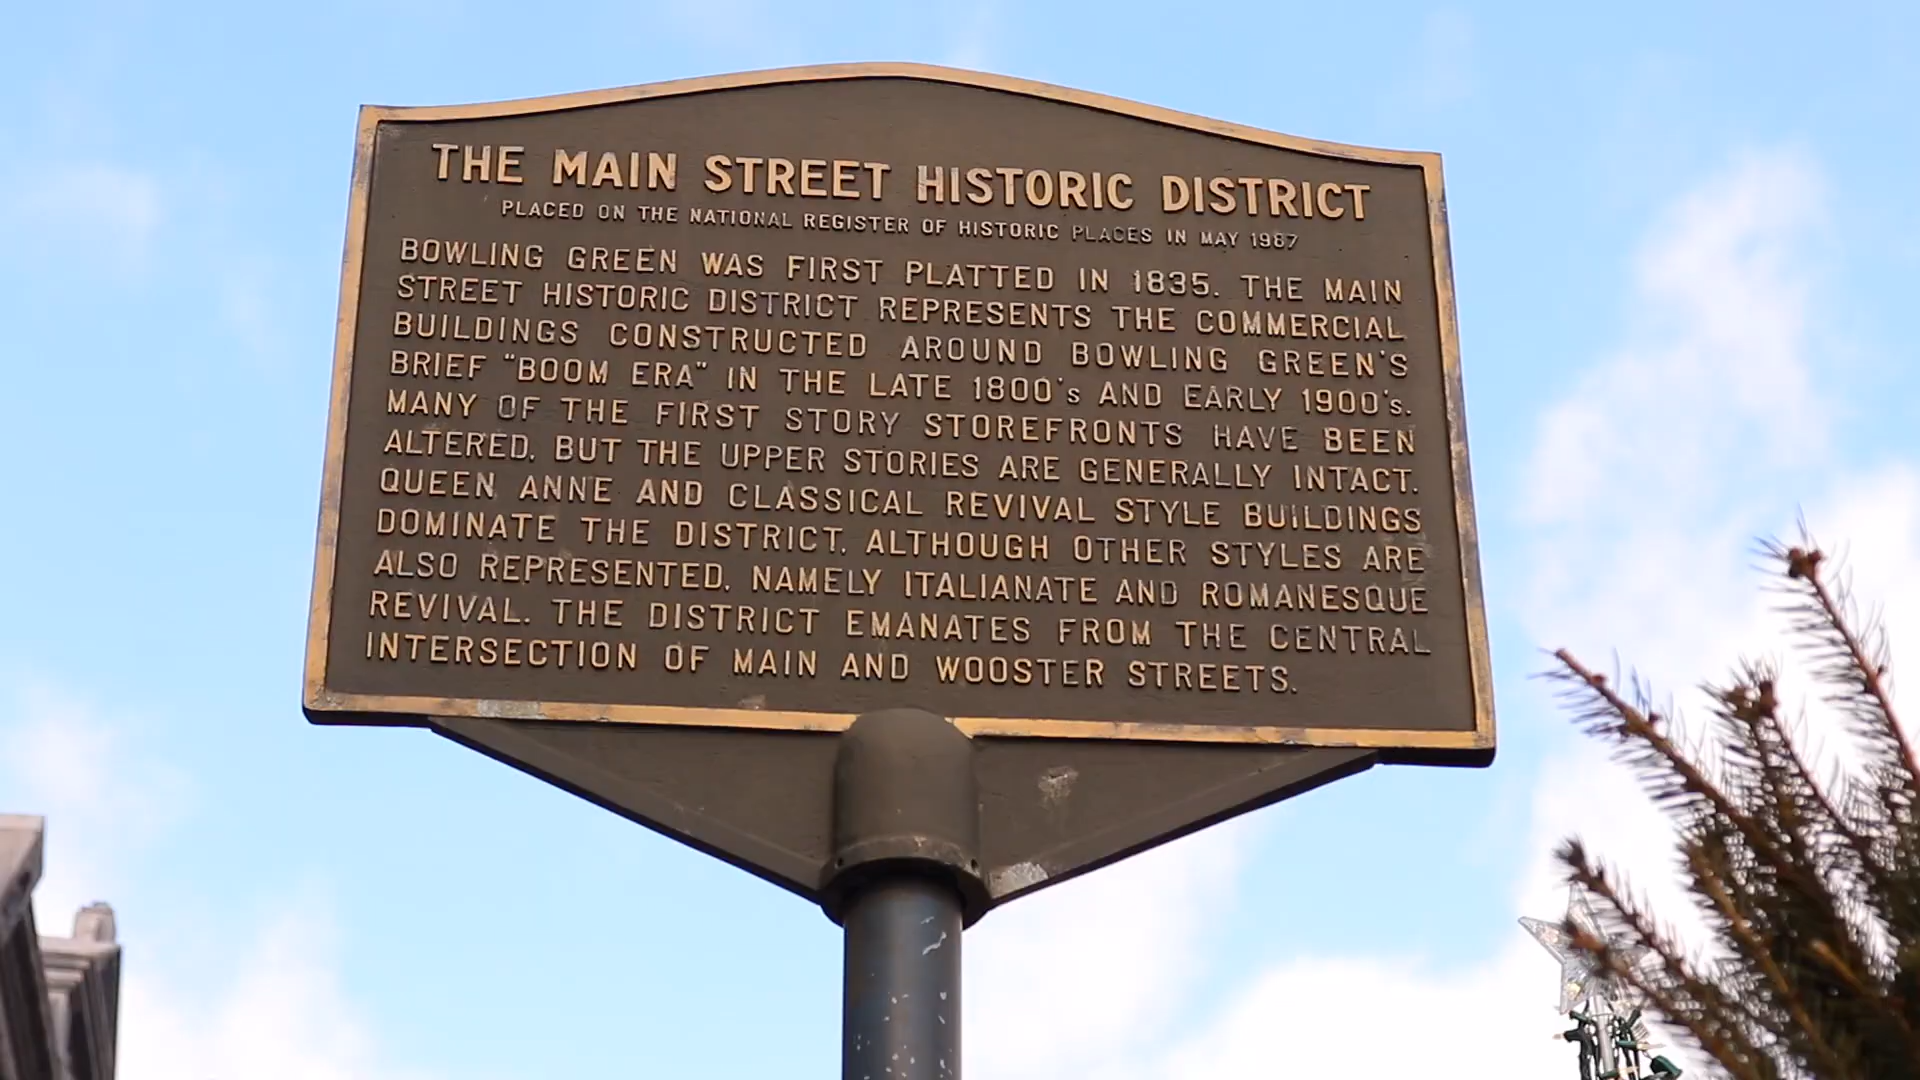 THE MAIN STREET HISTORIC DISTRICT
PLACED ON THE NATIONAL REGISTER OF HISTORIC PLACES IN MAY 1987
BOWLING GREEN WAS FIRST PLATTED IN 1835. THE MAIN
STREET HISTORIC DISTRICT REPRESENTS THE COMMERCIAL
BUILDINGS CONSTRUCTED AROUND BOWLING GREEN'S
BRIEF "BOOM ERA" IN THE LATE 1800's AND EARLY 1900's.
MANY OF THE FIRST STORY STOREFRONTS HAVE BEEN
ALTERED, BUT THE UPPER STORIES ARE GENERALLY INTACT.
QUEEN ANNE AND CLASSICAL REVIVAL STYLE BUILDINGS
DOMINATE THE DISTRICT, ALTHOUGH OTHER STYLES ARE
ALSO REPRESENTED, NAMELY ITALIANATE AND ROMANESQUE
REVIVAL. THE DISTRICT EMANATES FROM THE CENTRAL
INTERSECTION OF MAIN AND WOOSTER STREETS.